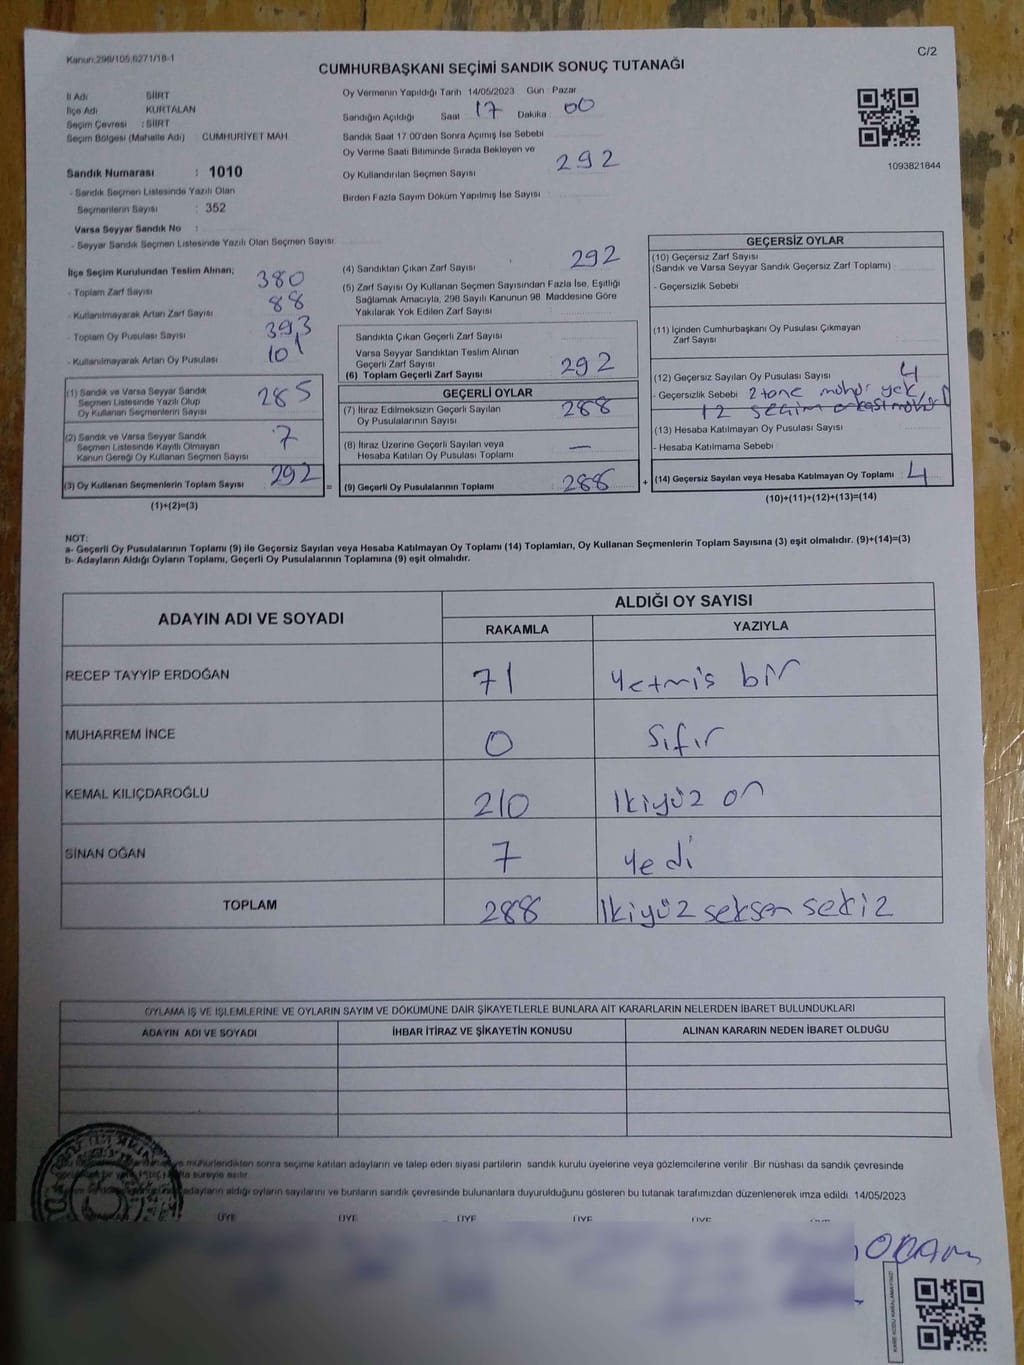 Kanun:298/105,6271/18-1
C/2
CUMHURBAŞKANI SEÇİMİ SANDIK SONUÇ TUTANAĞI
İl Adı SİİRT
İlçe Adı KURTALAN
Seçim Çevresi : SİİRT
Seçim Bölgesi (Mahalle Adı) CUMHURİYET MAH.
Sandık Numarası : 1010
- Sandık Seçmen Listesinde Yazılı Olan
Seçmenlerin Sayısı : 352
Varsa Seyyar Sandık No :
- Seyyar Sandık Seçmen Listesinde Yazılı Olan Seçmen Sayısı
Oy Vermenin Yapıldığı Tarih 14/05/2023 Gün : Pazar
Sandığın Açıldığı Saat 17 Dakika 00
Sandık Saat 17.00'den Sonra Açımış İse Sebebi
Oy Verme Saati Bitiminde Sırada Bekleyen ve
Oy Kullandırılan Seçmen Sayısı 292
Birden Fazla Sayım Döküm Yapılmış İse Sayısı
1093821844
İlçe Seçim Kurulundan Teslim Alınan;
- Toplam Zarf Sayısı 380
- Kullanılmayarak Artan Zarf Sayısı 88
- Toplam Oy Pusulası Sayısı 393
- Kullanılmayarak Artan Oy Pusulası 101
(1) Sandık ve Varsa Seyyar Sandık
Seçmen Listesinde Yazılı Olup
Oy Kullanan Seçmenlerin Sayısı 285
(2) Sandık ve Varsa Seyyar Sandık
Seçmen Listesinde Kayıtlı Olmayan
Kanun Gereği Oy Kullanan Seçmen Sayısı 7
(3) Oy Kullanan Seçmenlerin Toplam Sayısı 292 =
(1)+(2)=(3)
(4) Sandıktan Çıkan Zarf Sayısı 292
(5) Zarf Sayısı Oy Kullanan Seçmen Sayısından Fazla İse, Eşitliği
Sağlamak Amacıyla, 298 Sayılı Kanunun 98. Maddesine Göre
Yakılarak Yok Edilen Zarf Sayısı
Sandıkta Çıkan Geçerli Zarf Sayısı
Varsa Seyyar Sandıktan Teslim Alınan
Geçerli Zarf Sayısı
(6) Toplam Geçerli Zarf Sayısı 292
GEÇERLİ OYLAR
(7) İtiraz Edilmeksizin Geçerli Sayılan
Oy Pusulalarının Sayısı 288
(8) İtiraz Üzerine Geçerli Sayılan veya
Hesaba Katılan Oy Pusulası Toplamı —
(9) Geçerli Oy Pusulalarının Toplamı 288 +
GEÇERSİZ OYLAR
(10) Geçersiz Zarf Sayısı
(Sandık ve Varsa Seyyar Sandık Geçersiz Zarf Toplamı)
- Geçersizlik Sebebi
(11) İçinden Cumhurbaşkanı Oy Pusulası Çıkmayan
Zarf Sayısı
(12) Geçersiz Sayılan Oy Pusulası Sayısı 4
- Geçersizlik Sebebi 2 tane mühür yok
12 seçim
(13) Hesaba Katılmayan Oy Pusulası Sayısı
- Hesaba Katılmama Sebebi
(14) Geçersiz Sayılan veya Hesaba Katılmayan Oy Toplamı : 4
(10)+(11)+(12)+(13)=(14)
NOT:
a- Geçerli Oy Pusulalarının Toplamı (9) ile Geçersiz Sayılan veya Hesaba Katılmayan Oy Toplamı (14) Toplamları, Oy Kullanan Seçmenlerin Toplam Sayısına (3) eşit olmalıdır. (9)+(14)=(3)
b- Adayların Aldığı Oyların Toplamı, Geçerli Oy Pusulalarının Toplamına (9) eşit olmalıdır.
ADAYIN ADI VE SOYADI ALDIĞI OY SAYISI
RAKAMLA YAZIYLA
RECEP TAYYİP ERDOĞAN 71 Yetmis bir
MUHARREM İNCE 0 Sıfır
KEMAL KILIÇDAROĞLU 210 Ikiyüz on
SİNAN OĞAN 7 Yedi
TOPLAM 288 Ikiyüz seksen sekiz
OYLAMA İŞ VE İŞLEMLERİNE VE OYLARIN SAYIM VE DÖKÜMÜNE DAİR ŞİKAYETLERLE BUNLARA AİT KARARLARIN NELERDEN İBARET BULUNDUKLARI
ADAYIN ADI VE SOYADI İHBAR İTİRAZ VE ŞİKAYETİN KONUSU ALINAN KARARIN NEDEN İBARET OLDUĞU
ve mühürlendikten sonra seçime katılan adayların ve talep eden siyasi partilerin sandık kurulu üyelerine veya gözlemcilerine verilir. Bir nüshası da sandık çevresinde
süreyle asılır.
adayların aldığı oyların sayılarını ve bunların sandık çevresinde bulunanlara duyurulduğunu gösteren bu tutanak tarafımızdan düzenlenerek imza edildi. 14/05/2023
ÜYE ÜYE ÜYE ÜYE ÜYE ÜYE